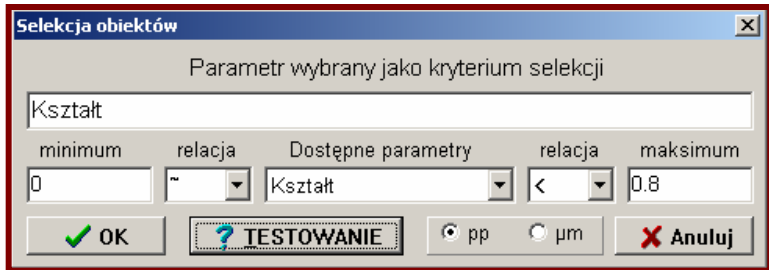 Selekcja obiektów
Parametr wybrany jako kryterium selekcji
Kształt
minimum relacja Dostępne parametry relacja maksimum
0 ~ Kształt < 0.8
OK ? TESTOWANIE pp µm Anuluj